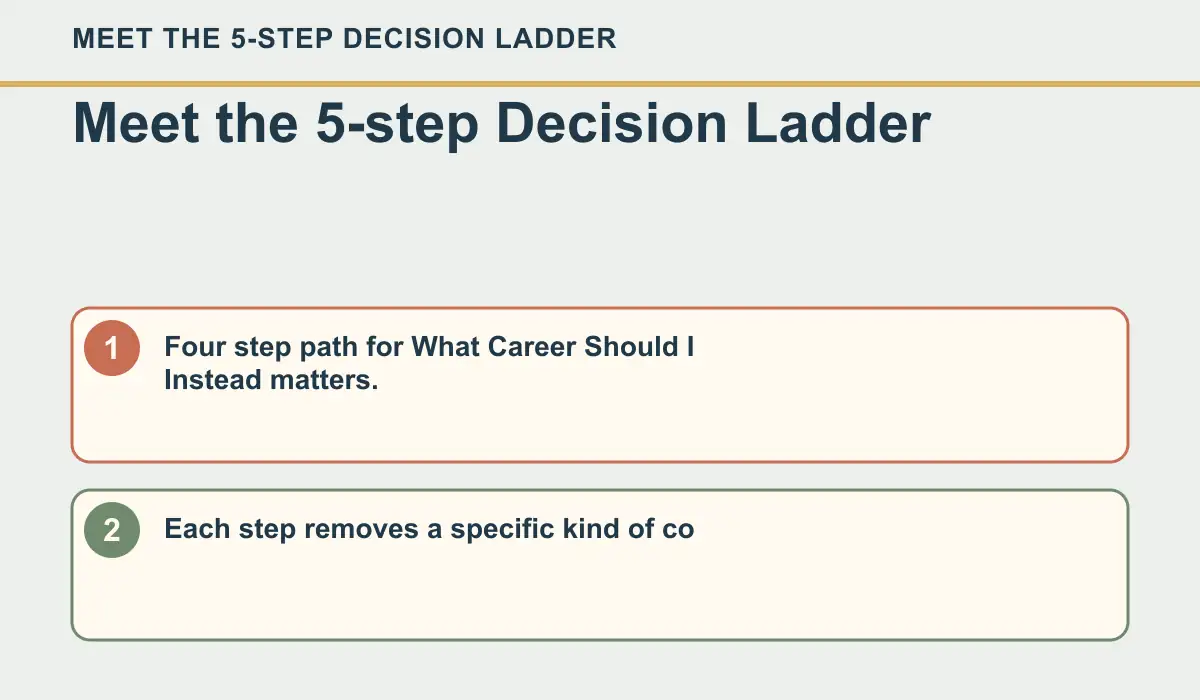 MEET THE 5-STEP DECISION LADDER
Meet the 5-step Decision Ladder
1
Four step path for What Career Should I
Instead matters.
2
Each step removes a specific kind of co